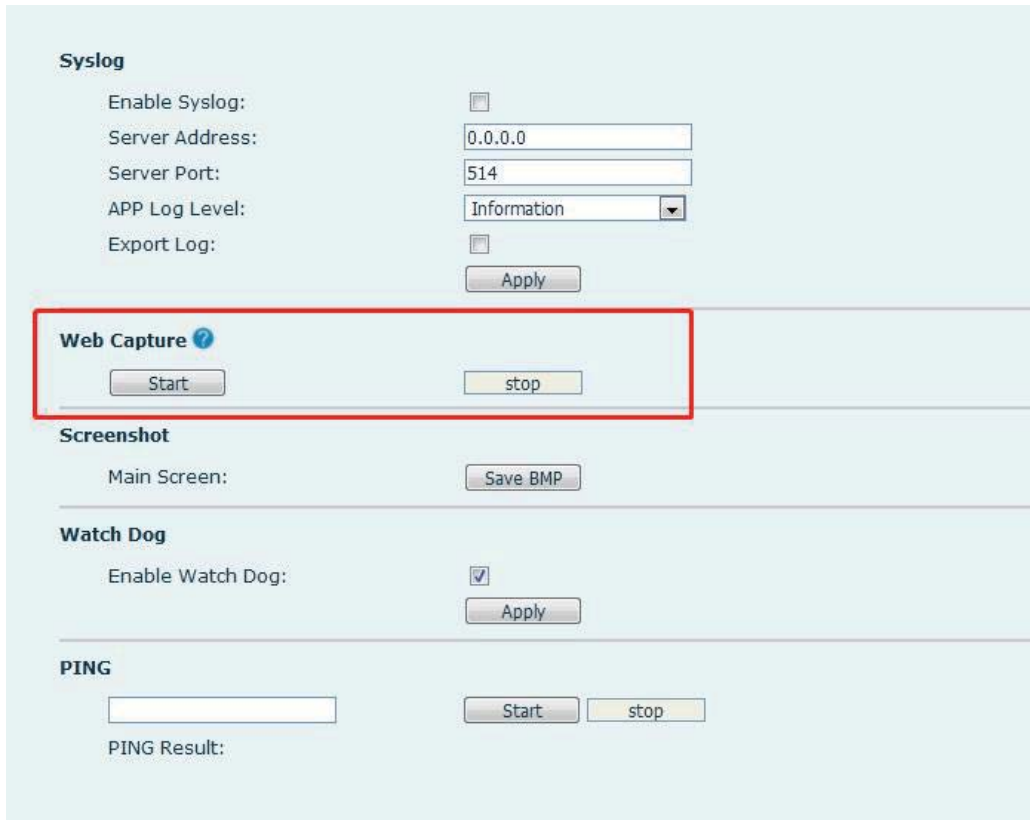 Syslog
Enable Syslog:
Server Address: 0.0.0.0
Server Port: 514
APP Log Level: Information
Export Log:
Apply
Web Capture ?
Start stop
Screenshot
Main Screen: Save BMP
Watch Dog
Enable Watch Dog:
Apply
PING
Start stop
PING Result: